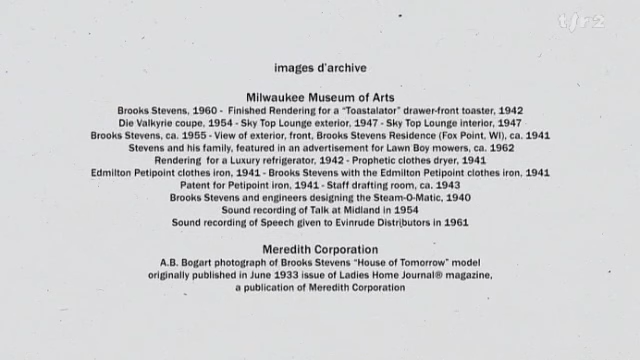 tsr2
images d'archive
Milwaukee Museum of Arts
Brooks Stevens, 1960 - Finished Rendering for a "Toastalator" drawer-front toaster, 1942
Die Valkyrie coupe, 1954 - Sky Top Lounge exterior, 1947 - Sky Top Lounge interior, 1947
Brooks Stevens, ca. 1955 - View of exterior, front, Brooks Stevens Residence (Fox Point, WI), ca. 1941
Stevens and his family, featured in an advertisement for Lawn Boy mowers, ca. 1962
Rendering for a Luxury refrigerator, 1942 - Prophetic clothes dryer, 1941
Edmilton Petipoint clothes iron, 1941 - Brooks Stevens with the Edmilton Petipoint clothes iron, 1941
Patent for Petipoint iron, 1941 - Staff drafting room, ca. 1943
Brooks Stevens and engineers designing the Steam-O-Matic, 1940
Sound recording of Talk at Midland in 1954
Sound recording of Speech given to Evinrude Distributors in 1961
Meredith Corporation
A.B. Bogart photograph of Brooks Stevens "House of Tomorrow" model
originally published in June 1933 issue of Ladies Home Journal® magazine,
a publication of Meredith Corporation